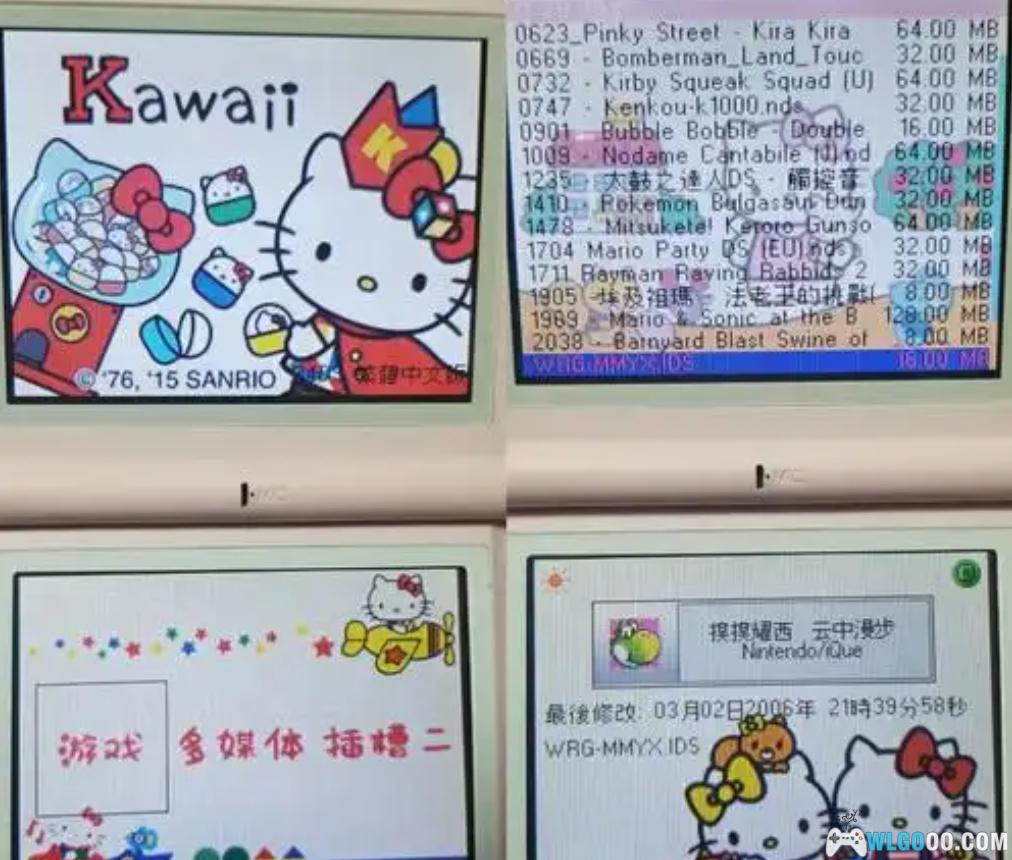 Kawaii
© '76, '15 SANRIO 繁體中文版
0623_Pinky Street - Kira Kira 64.00 MB
0669 - Bomberman_Land_Touc 32.00 MB
0732 - Kirby Squeak Squad (U) 64.00 MB
0747 - Kenkou-k1000.nds 32.00 MB
0901 - Bubble Bobble Double 16.00 MB
1009 - Nodame Cantabile (J).nd 64.00 MB
1235 - 太鼓之達人DS - 觸控音 32.00 MB
1410 - Pokemon Bulgasaui Dun 32.00 MB
1478 - Mitsukete! Keroro Gunso 64.00 MB
1704 Mario Party DS (EU).nds 32.00 MB
1711 Rayman Raving Rabbids 2 32.00 MB
1905 - 埃及祖瑪 - 法老王的挑戰( 8.00 MB
1969 - Mario & Sonic at the B 128.00 MB
2038 - Barnyard Blast Swine of 8.00 MB
WRG-MMYX.IDS 16.00 MB
游戏 多媒体 插槽二
摸摸耀西 云中漫步
Nintendo/iQue
最後修改: 03月02日2006年 21時39分58秒
WRG-MMYX.IDS
WLGOOO.COM